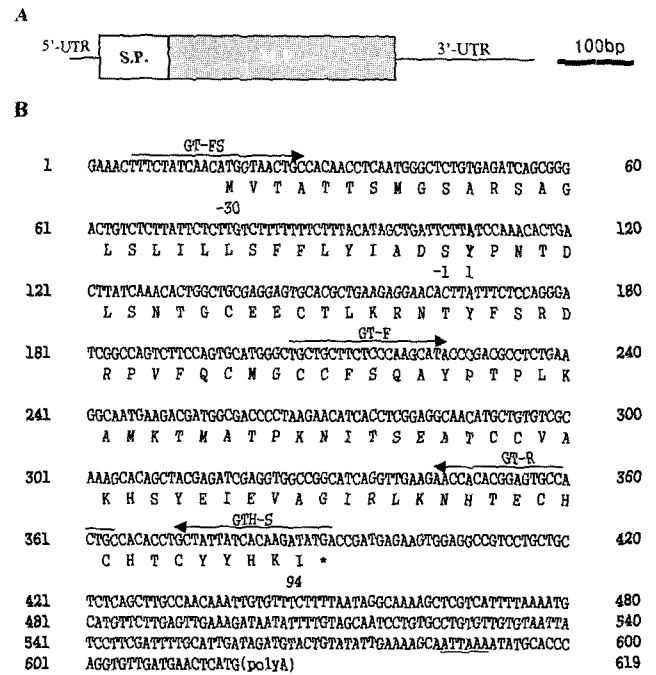 A
5'-UTR S.P. 3'-UTR 100bp
B
GT-FS
1 GAAACTTTCTATCAACATGGTAACTGCCACAACCTCAATGGGCTCTGTGAGATCAGCGGG 60
M V T A T T S M G S A R S A G
-30
61 ACTGTCTCTTATTCTCTTGTCTTTTTTTCTTTACATAGCTGATTCTTATCCAAACACTGA 120
L S L I L L S F F L Y I A D S Y P N T D
-1 1
121 CTTATCAAACACTGGCTGCGAGGAGTGCACGCTGAAGAGGAACACTTATTTCTCCAGGGA 180
L S N T G C E E C T L K R N T Y F S R D
GT-F
181 TCGGCCAGTCTTCCAGTGCATGGGCTGCTGCTTCTCCCAAGCATACCCGACGCCTCTGAA 240
R P V F Q C M G C C F S Q A Y P T P L K
241 GGCAATGAAGACGATGGCGACCCCTAAGAACATCACCTCGGAGGCAACATGCTGTGTCGC 300
A M K T M A T P K N I T S E A T C C V A
301 AAAGCACAGCTACGAGATCGAGGTGGCCGGCATCAGGTTGAAGAACCACACGGAGTGCCA 360
GT-R
K H S Y E I E V A G I R L K N H T E C H
GTH-S
361 CTGCCACACCTGCTATTATCACAAGATATGACCGATGAGAAGTGGAGGCCGTCCTGCTGC 420
C H T C Y Y H K I *
94
421 TCTCAGCTTGCCAACAAATTGTGTTTCTTTTAATAGGCAAAAGCTCGTCATTTTAAAATG 480
481 CATGTTCTTGAGTTGAAAGATAATATTTTGTAGCAATCCTGTGCCTGTGTTGTGTAATTA 540
541 TCCTTCGATTTTGCATTGATAGATGTACTGTATATTGAAAAGCAATTAAAATATGCACCC 600
601 AGGTGTTGATGAACTCATG(polyA) 619